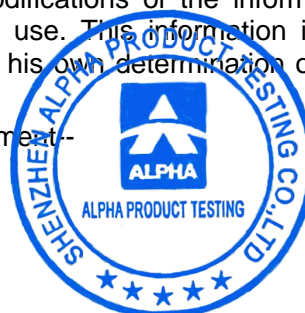 odifications of the inform
use. This information i
his own determination o
ment--
SHENZHEN ALPHA PRODUCT TESTING CO.,LTD
ALPHA
ALPHA PRODUCT TESTING